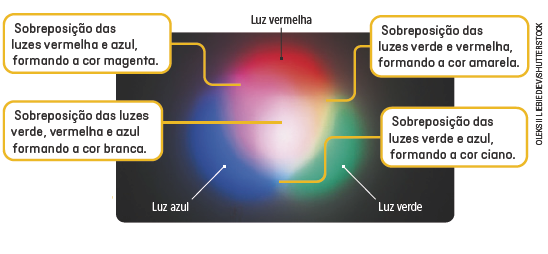 Luz vermelha
Sobreposição das
luzes vermelha e azul,
formando a cor magenta.
Sobreposição das
luzes verde e vermelha,
formando a cor amarela.
Sobreposição das luzes
verde, vermelha e azul
formando a cor branca.
Sobreposição das
luzes verde e azul,
formando a cor ciano.
Luz azul
Luz verde
OLEKSII LEBEDEV/SHUTTERSTOCK